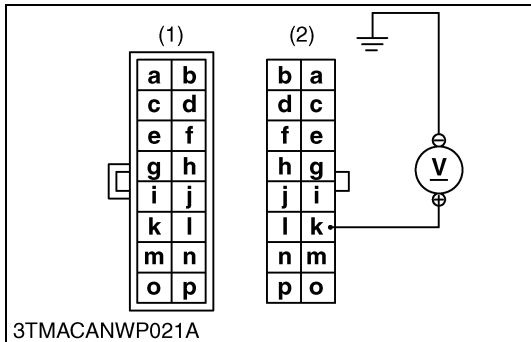 (1) (2)
a b b a
c d d c
e f f e
g h h g
i j j i
k l l k
m n n m
o p p o
V
3TMACANWP021A